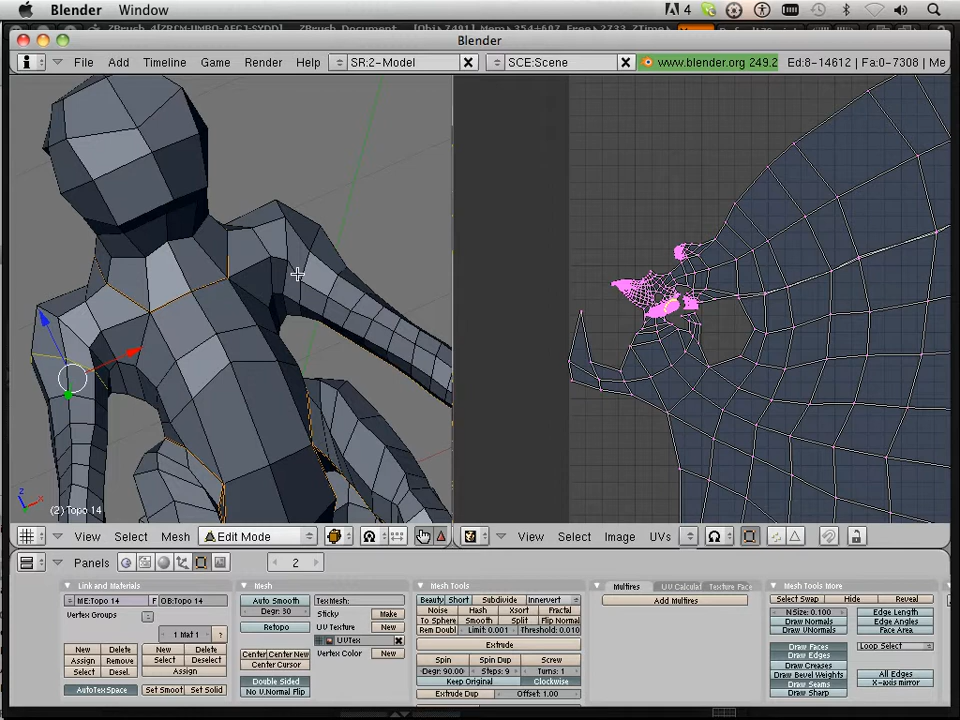 Blender Window 4
Blender
File Add Timeline Game Render Help SR:2-Model SCE:Scene www.blender.org 249.2 Ed:8-14612 | Fa:0-7308 | Me
(2) Topo 14
z
x
View Select Mesh Edit Mode View Select Image UVs
Panels 2
Link and Materials
ME:Topo 14 F OB:Topo 14
Vertex Groups
1 Mat 1 ?
New Delete New Delete
Assign Remove Select Deselect
Select Desel. Assign
AutoTexSpace Set Smoot Set Solid
Mesh
Auto Smooth
Degr: 30
Retopo
Center Center New
Center Cursor
Double Sided
No V.Normal Flip
TexMesh:
Sticky Make
UV Texture New
UVTex
Vertex Color New
Mesh Tools
Beauty Short Subdivide Innervert
Noise Hash Xsort Fractal
To Sphere Smooth Split Flip Normal
Rem Doubl Limit: 0.001 Threshold: 0.010
Extrude
Spin Spin Dup Screw
Degr: 90.00 Steps: 9 Turns: 1
Keep Original Clockwise
Extrude Dup Offset: 1.00
Multires UV Calculat Texture Face
Add Multires
Mesh Tools More
Select Swap Hide Reveal
NSize: 0.100
Draw Normals
Draw VNormals
Edge Length
Edge Angles
Face Area
Draw Faces
Draw Edges
Draw Creases
Draw Bevel Weights
Draw Seams
Draw Sharp
Loop Select
All Edges
X-axis mirror